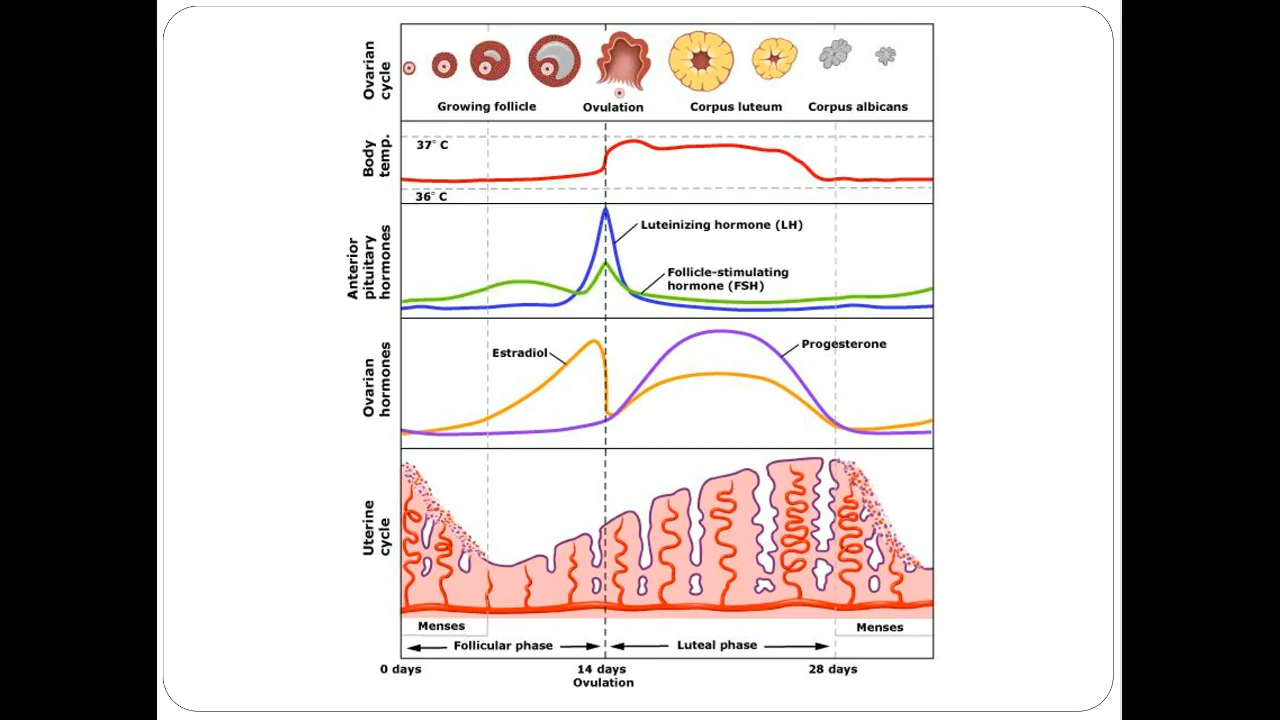 Ovarian
cycle
Growing follicle
Ovulation
Corpus luteum
Corpus albicans
Body
temp.
37° C
36° C
Anterior
pituitary
hormones
Luteinizing hormone (LH)
Follicle-stimulating
hormone (FSH)
Ovarian
hormones
Estradiol
Progesterone
Uterine
cycle
Menses
Menses
Follicular phase
Luteal phase
0 days
14 days
Ovulation
28 days